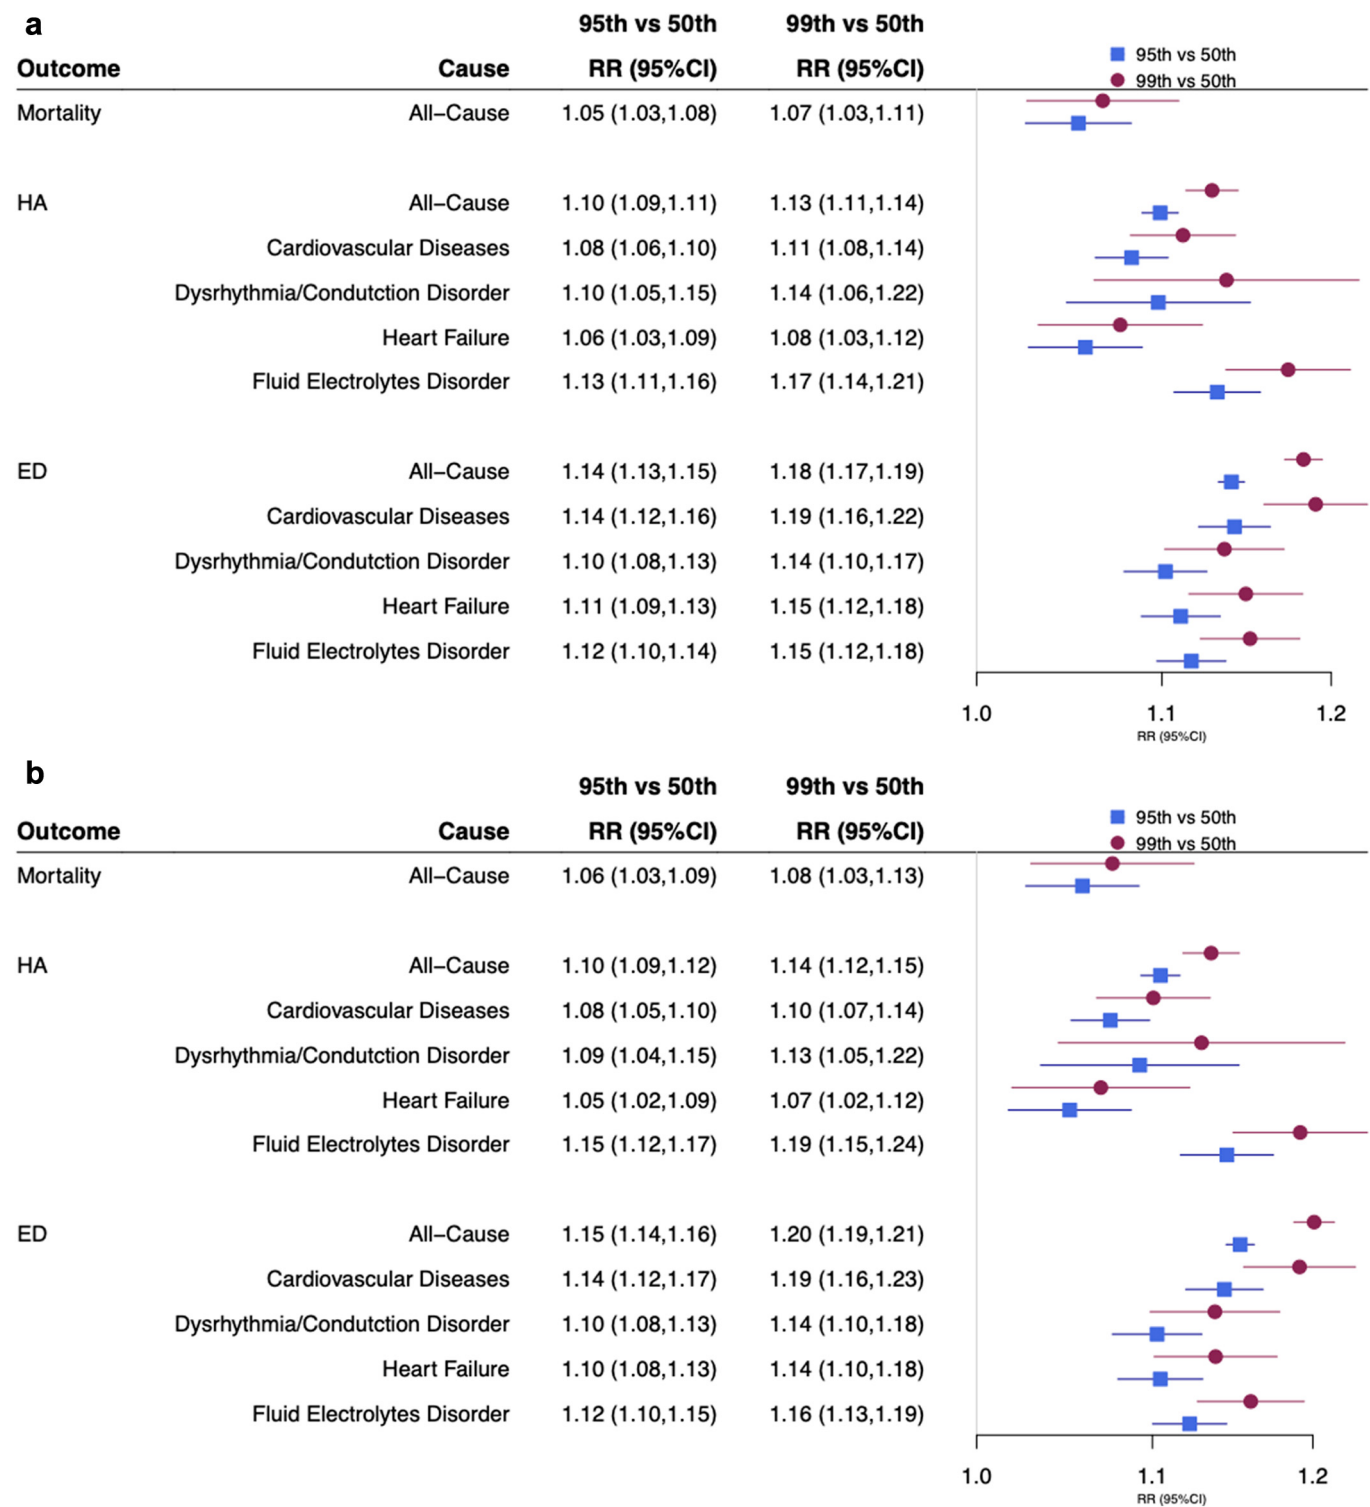 a
95th vs 50th 99th vs 50th
Outcome Cause RR (95%CI) RR (95%CI)
95th vs 50th
99th vs 50th
Mortality All−Cause 1.05 (1.03,1.08) 1.07 (1.03,1.11)
HA All−Cause 1.10 (1.09,1.11) 1.13 (1.11,1.14)
Cardiovascular Diseases 1.08 (1.06,1.10) 1.11 (1.08,1.14)
Dysrhythmia/Condutction Disorder 1.10 (1.05,1.15) 1.14 (1.06,1.22)
Heart Failure 1.06 (1.03,1.09) 1.08 (1.03,1.12)
Fluid Electrolytes Disorder 1.13 (1.11,1.16) 1.17 (1.14,1.21)
ED All−Cause 1.14 (1.13,1.15) 1.18 (1.17,1.19)
Cardiovascular Diseases 1.14 (1.12,1.16) 1.19 (1.16,1.22)
Dysrhythmia/Condutction Disorder 1.10 (1.08,1.13) 1.14 (1.10,1.17)
Heart Failure 1.11 (1.09,1.13) 1.15 (1.12,1.18)
Fluid Electrolytes Disorder 1.12 (1.10,1.14) 1.15 (1.12,1.18)
1.0 1.1 1.2
RR (95%CI)
b
95th vs 50th 99th vs 50th
Outcome Cause RR (95%CI) RR (95%CI)
95th vs 50th
99th vs 50th
Mortality All−Cause 1.06 (1.03,1.09) 1.08 (1.03,1.13)
HA All−Cause 1.10 (1.09,1.12) 1.14 (1.12,1.15)
Cardiovascular Diseases 1.08 (1.05,1.10) 1.10 (1.07,1.14)
Dysrhythmia/Condutction Disorder 1.09 (1.04,1.15) 1.13 (1.05,1.22)
Heart Failure 1.05 (1.02,1.09) 1.07 (1.02,1.12)
Fluid Electrolytes Disorder 1.15 (1.12,1.17) 1.19 (1.15,1.24)
ED All−Cause 1.15 (1.14,1.16) 1.20 (1.19,1.21)
Cardiovascular Diseases 1.14 (1.12,1.17) 1.19 (1.16,1.23)
Dysrhythmia/Condutction Disorder 1.10 (1.08,1.13) 1.14 (1.10,1.18)
Heart Failure 1.10 (1.08,1.13) 1.14 (1.10,1.18)
Fluid Electrolytes Disorder 1.12 (1.10,1.15) 1.16 (1.13,1.19)
1.0 1.1 1.2
RR (95%CI)